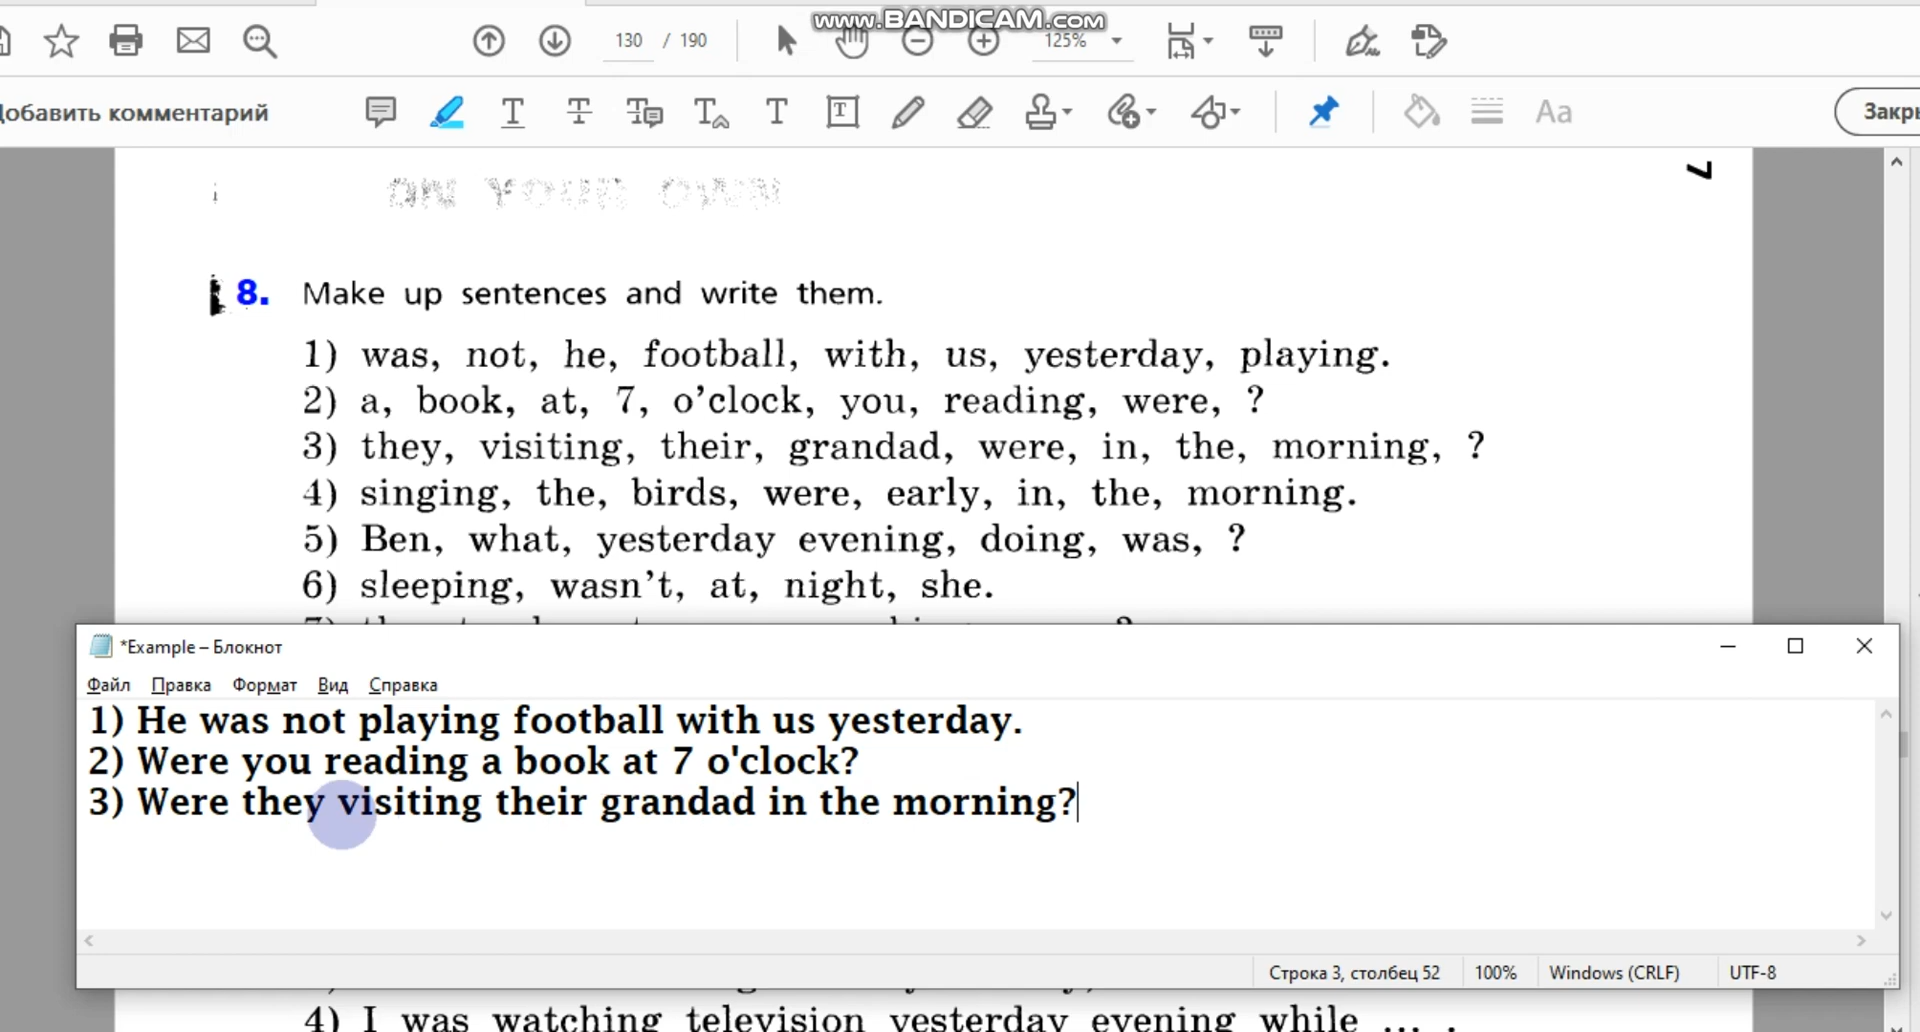 www.BANDICAM.com
130 / 190
125%
Добавить комментарий
Aa
ON YOUR OWN
8. Make up sentences and write them.
1) was, not, he, football, with, us, yesterday, playing.
2) a, book, at, 7, o’clock, you, reading, were, ?
3) they, visiting, their, grandad, were, in, the, morning, ?
4) singing, the, birds, were, early, in, the, morning.
5) Ben, what, yesterday evening, doing, was, ?
6) sleeping, wasn’t, at, night, she.
*Example – Блокнот
Файл Правка Формат Вид Справка
1) He was not playing football with us yesterday.
2) Were you reading a book at 7 o'clock?
3) Were they visiting their grandad in the morning?
Строка 3, столбец 52 100% Windows (CRLF) UTF-8
4) I was watching television yesterday evening while ... .